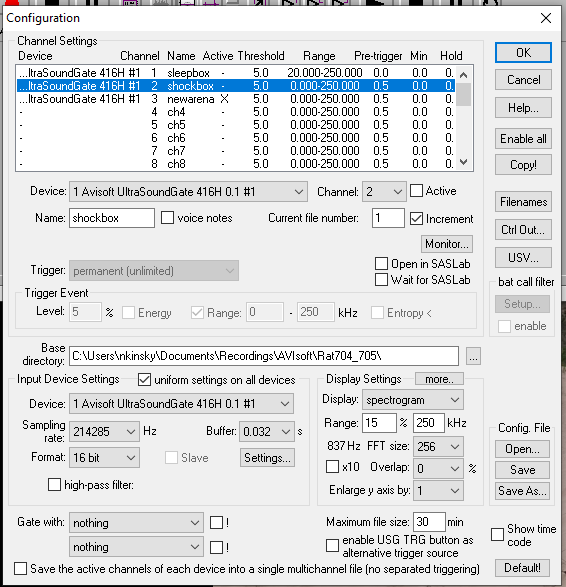 Configuration
Channel Settings
Device Channel Name Active Threshold Range Pre-trigger Min Hold
...ltraSoundGate 416H #1 1 sleepbox - 5.0 20.000-250.000 0.0 0.0 0.
...ltraSoundGate 416H #1 2 shockbox - 5.0 0.000-250.000 0.5 0.0 0.
...ltraSoundGate 416H #1 3 newarena X 5.0 0.000-250.000 0.5 0.0 0.
- 4 ch4 - 5.0 0.000-250.000 0.5 0.0 0.
- 5 ch5 - 5.0 0.000-250.000 0.5 0.0 0.
- 6 ch6 - 5.0 0.000-250.000 0.5 0.0 0.
- 7 ch7 - 5.0 0.000-250.000 0.5 0.0 0.
- 8 ch8 - 5.0 0.000-250.000 0.5 0.0 0.
OK
Cancel
Help...
Enable all
Copy!
Device: 1 Avisoft UltraSoundGate 416H 0.1 #1 Channel: 2 Active
Filenames
Name: shockbox voice notes Current file number: 1 Increment
Ctrl Out...
Monitor...
USV...
Trigger: permanent (unlimited)
Open in SASLab
Wait for SASLab
bat call filter
Setup...
enable
Trigger Event
Level: 5 % Energy Range: 0 - 250 kHz Entropy <
Base directory: C:\Users\nkinsky\Documents\Recordings\AVIsoft\Rat704_705\ ...
Input Device Settings uniform settings on all devices
Device: 1 Avisoft UltraSoundGate 416H 0.1 #1
Sampling rate: 214285 Hz Buffer: 0.032 s
Format: 16 bit Slave Settings...
high-pass filter:
Display Settings more..
Display: spectrogram
Range: 15 % 250 kHz
837 Hz FFT size: 256
x10 Overlap: 0 %
Enlarge y axis by: 1
Config. File
Open...
Save
Save As...
Gate with: nothing !
nothing !
Maximum file size: 30 min
enable USG TRG button as
alternative trigger source
Show time
code
Save the active channels of each device into a single multichannel file (no separated triggering)
Default!